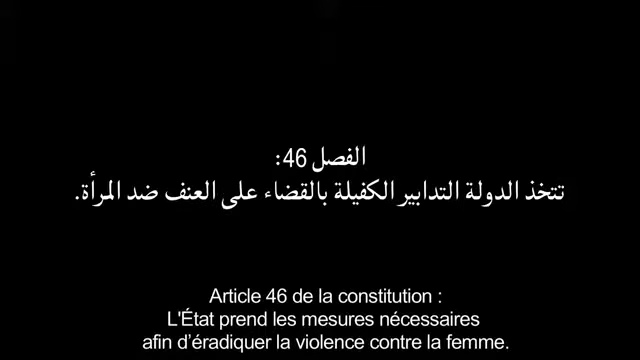 الفصل 46:
تتخذ الدولة التدابير الكفيلة بالقضاء على العنف ضد المرأة.
Article 46 de la constitution :
L'État prend les mesures nécessaires
afin d’éradiquer la violence contre la femme.